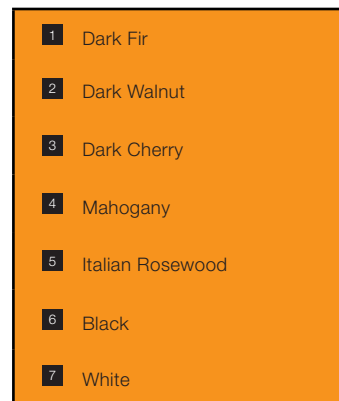 1 Dark Fir
2 Dark Walnut
3 Dark Cherry
4 Mahogany
5 Italian Rosewood
6 Black
7 White